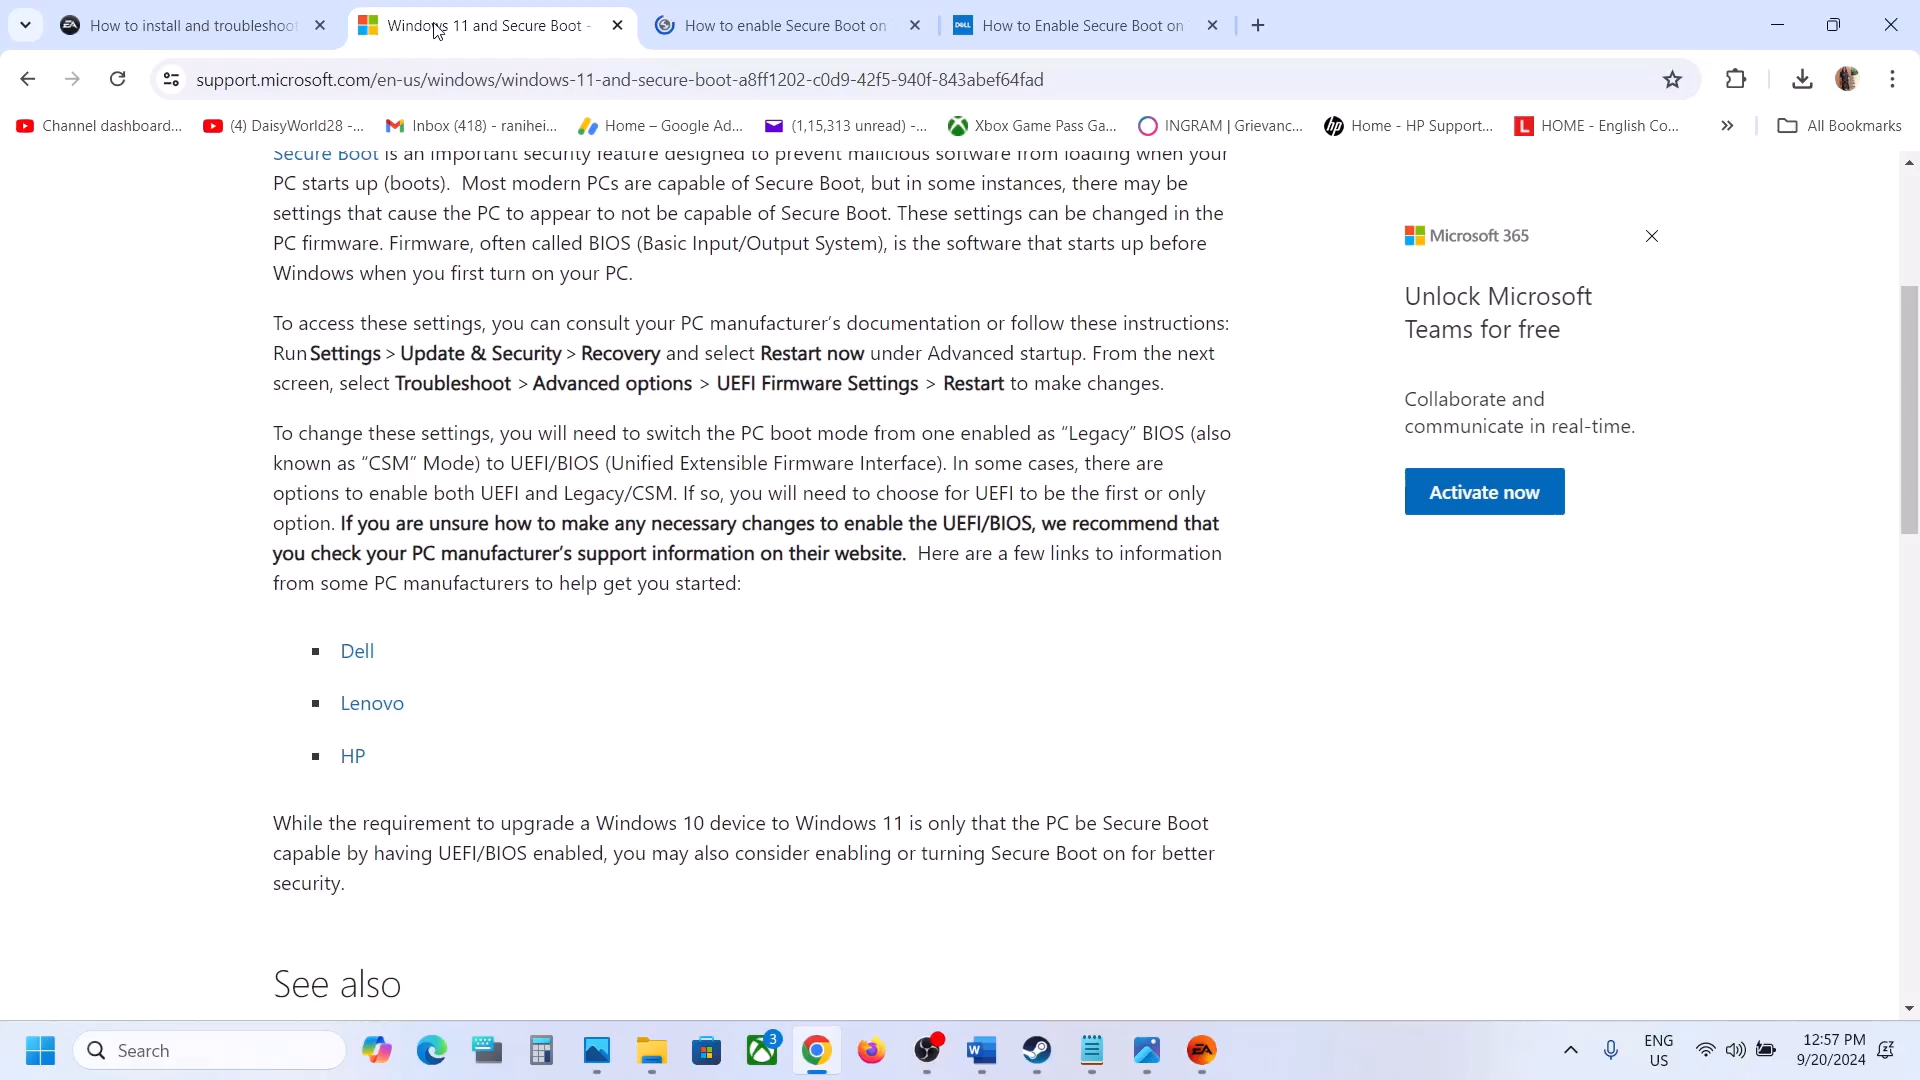 How to install and troubleshoot
Windows 11 and Secure Boot -
How to enable Secure Boot on
DELL
How to Enable Secure Boot on
support.microsoft.com/en-us/windows/windows-11-and-secure-boot-a8ff1202-c0d9-42f5-940f-843abef64fad
Channel dashboard...
(4) DaisyWorld28 -...
Inbox (418) - ranihei...
Home – Google Ad...
(1,15,313 unread) -...
Xbox Game Pass Ga...
INGRAM | Grievanc...
Home - HP Support...
HOME - English Co...
All Bookmarks
Secure Boot is an important security feature designed to prevent malicious software from loading when your
PC starts up (boots).  Most modern PCs are capable of Secure Boot, but in some instances, there may be
settings that cause the PC to appear to not be capable of Secure Boot. These settings can be changed in the
PC firmware. Firmware, often called BIOS (Basic Input/Output System), is the software that starts up before
Windows when you first turn on your PC.
To access these settings, you can consult your PC manufacturer’s documentation or follow these instructions:
Run Settings > Update & Security > Recovery and select Restart now under Advanced startup. From the next
screen, select Troubleshoot > Advanced options > UEFI Firmware Settings > Restart to make changes.
To change these settings, you will need to switch the PC boot mode from one enabled as “Legacy” BIOS (also
known as “CSM” Mode) to UEFI/BIOS (Unified Extensible Firmware Interface). In some cases, there are
options to enable both UEFI and Legacy/CSM. If so, you will need to choose for UEFI to be the first or only
option. If you are unsure how to make any necessary changes to enable the UEFI/BIOS, we recommend that
you check your PC manufacturer’s support information on their website.  Here are a few links to information
from some PC manufacturers to help get you started:
Dell
Lenovo
HP
While the requirement to upgrade a Windows 10 device to Windows 11 is only that the PC be Secure Boot
capable by having UEFI/BIOS enabled, you may also consider enabling or turning Secure Boot on for better
security.
See also
Microsoft 365
Unlock Microsoft
Teams for free
Collaborate and
communicate in real-time.
Activate now
Search
3
ENG
US
12:57 PM
9/20/2024